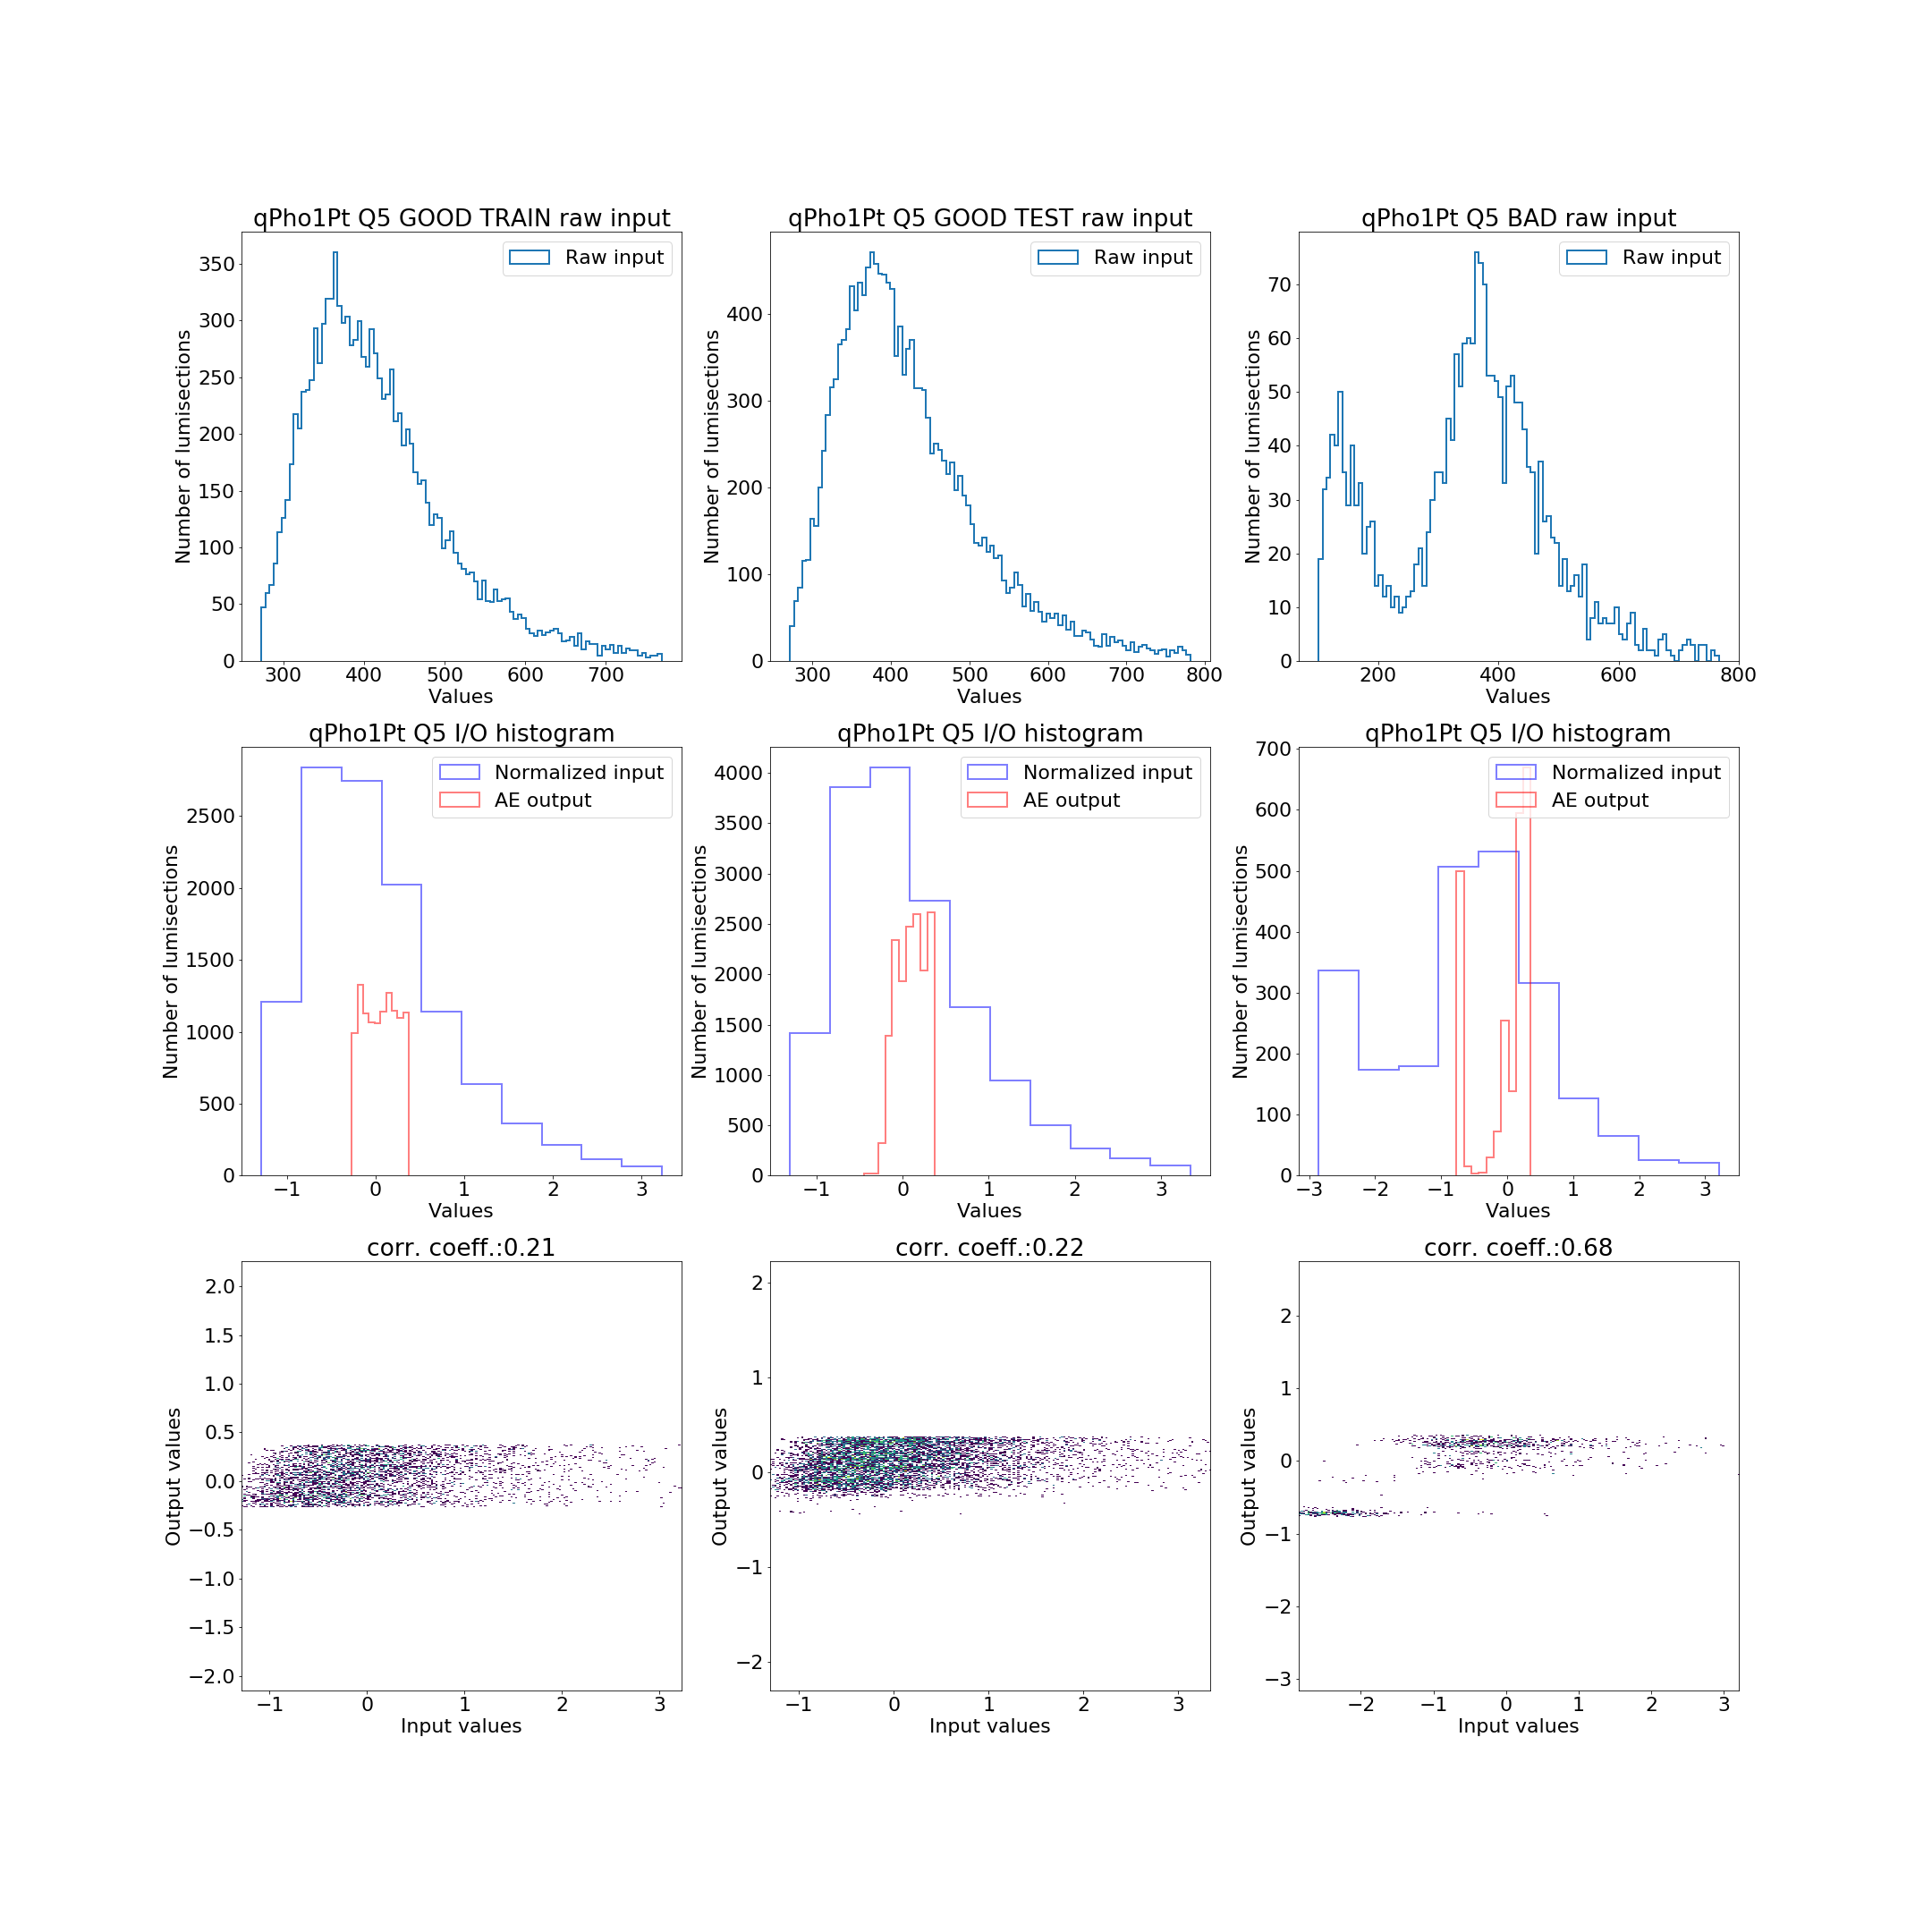 qPho1Pt Q5 GOOD TRAIN raw input
Raw input
350
300
250
200
150
100
50
0
300 400 500 600 700
Number of lumisections
Values
qPho1Pt Q5 GOOD TEST raw input
Raw input
400
300
200
100
0
300 400 500 600 700 800
Number of lumisections
Values
qPho1Pt Q5 BAD raw input
Raw input
70
60
50
40
30
20
10
0
200 400 600 800
Number of lumisections
Values
qPho1Pt Q5 I/O histogram
Normalized input
AE output
2500
2000
1500
1000
500
0
−1 0 1 2 3
Number of lumisections
Values
qPho1Pt Q5 I/O histogram
Normalized input
AE output
4000
3500
3000
2500
2000
1500
1000
500
0
−1 0 1 2 3
Number of lumisections
Values
qPho1Pt Q5 I/O histogram
Normalized input
AE output
700
600
500
400
300
200
100
0
−3 −2 −1 0 1 2 3
Number of lumisections
Values
corr. coeff.:0.21
2.0
1.5
1.0
0.5
0.0
−0.5
−1.0
−1.5
−2.0
−1 0 1 2 3
Output values
Input values
corr. coeff.:0.22
2
1
0
−1
−2
−1 0 1 2 3
Output values
Input values
corr. coeff.:0.68
2
1
0
−1
−2
−3
−2 −1 0 1 2 3
Output values
Input values